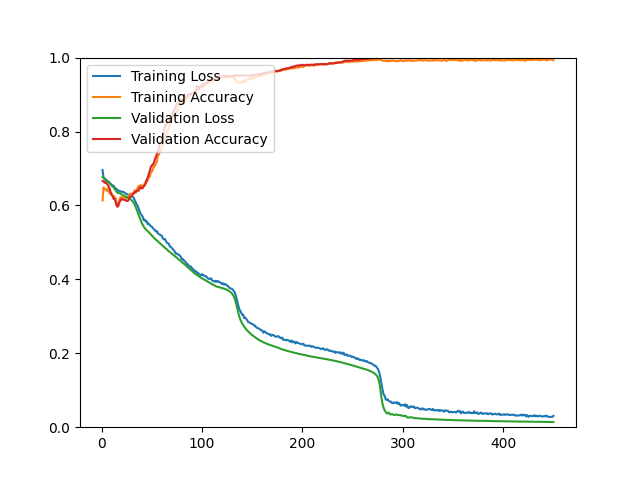 1.0
0.8
0.6
0.4
0.2
0.0
Training Loss
Training Accuracy
Validation Loss
Validation Accuracy
0 100 200 300 400